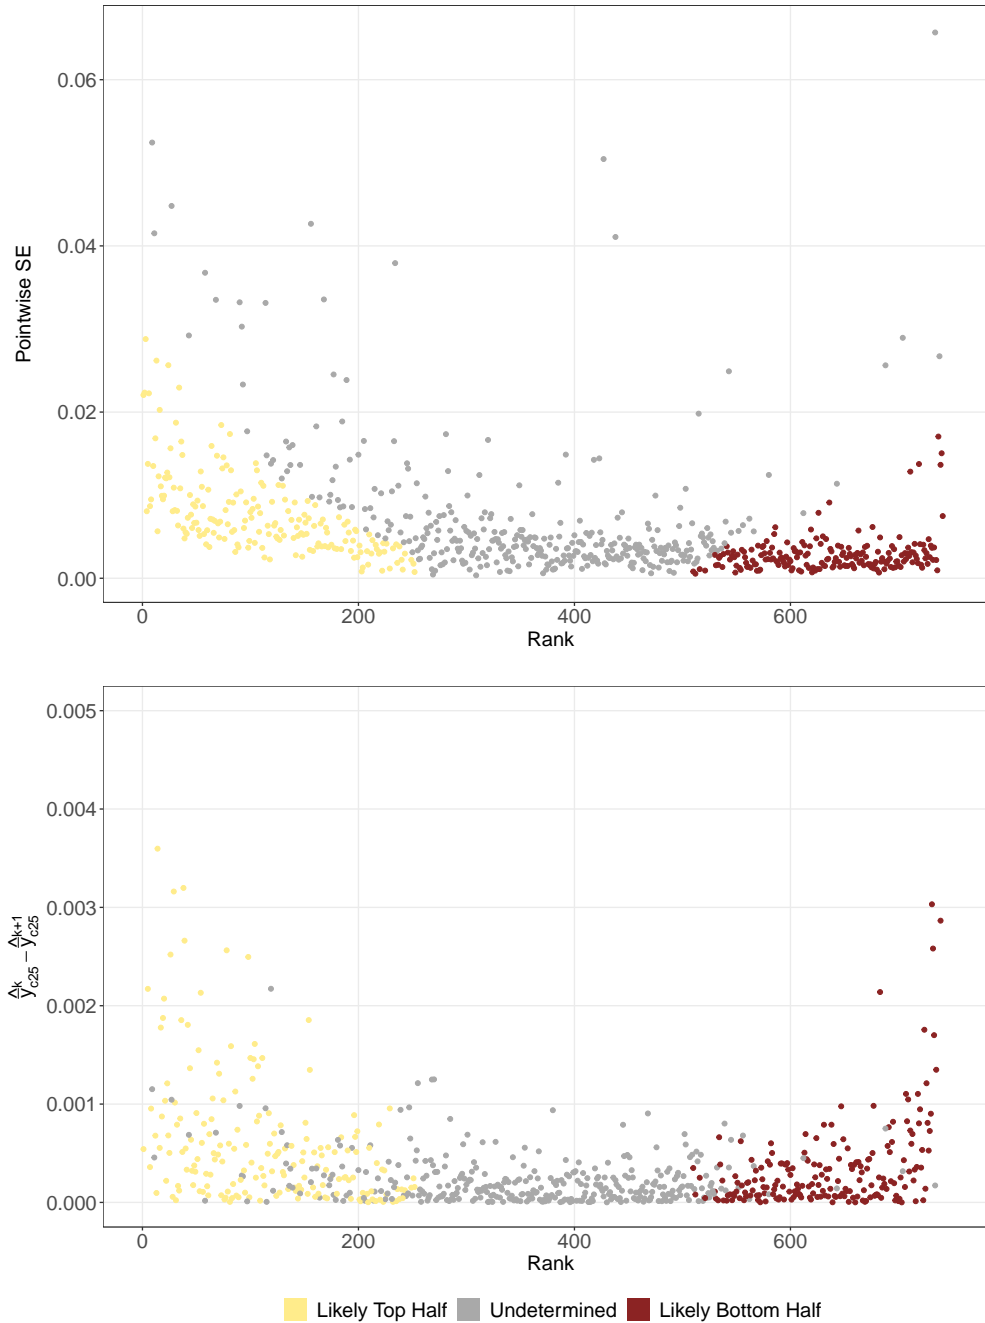 0.06
0.04
0.02
0.00
Pointwise SE
0 200 400 600
Rank
0.005
0.004
0.003
0.002
0.001
0.000
ŷ̄ᵏ_c25 − ŷ̄ᵏ⁺¹_c25
0 200 400 600
Rank
Likely Top Half Undetermined Likely Bottom Half